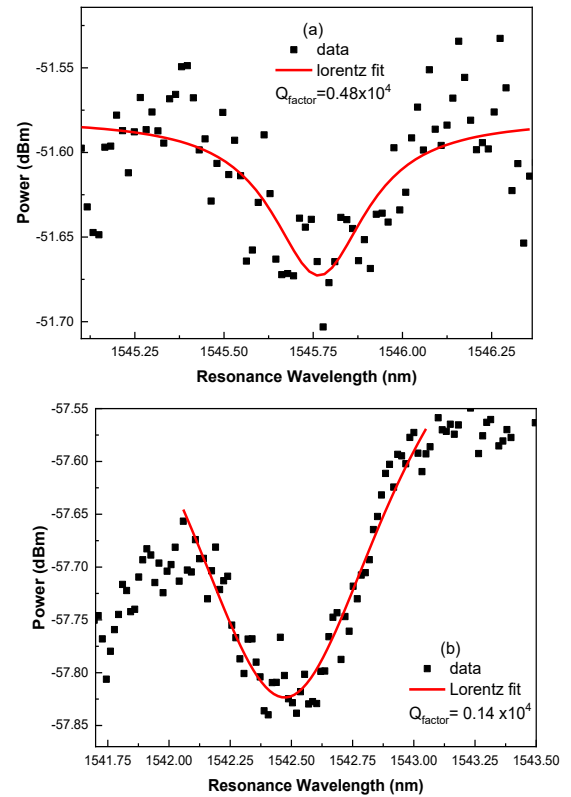 (a)
data
lorentz fit
Q_factor=0.48x10^4
-51.55
-51.60
-51.65
-51.70
Power (dBm)
1545.25 1545.50 1545.75 1546.00 1546.25
Resonance Wavelength (nm)
-57.55
-57.60
-57.65
-57.70
-57.75
-57.80
-57.85
Power (dBm)
(b)
data
Lorentz fit
Q_factor= 0.14 x10^4
1541.75 1542.00 1542.25 1542.50 1542.75 1543.00 1543.25 1543.50
Resonance Wavelength (nm)